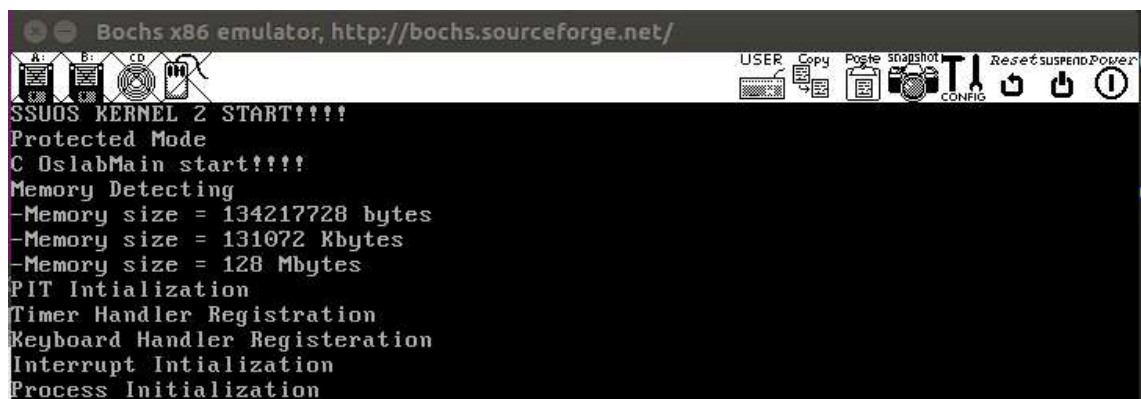 Bochs x86 emulator, http://bochs.sourceforge.net/
A: B: CD USER Copy Paste snapshot CONFIG Reset SUSPEND Power
SSUOS KERNEL 2 START!!!!
Protected Mode
C OslabMain start!!!!
Memory Detecting
-Memory size = 134217728 bytes
-Memory size = 131072 Kbytes
-Memory size = 128 Mbytes
PIT Intialization
Timer Handler Registration
Keyboard Handler Registeration
Interrupt Intialization
Process Initialization